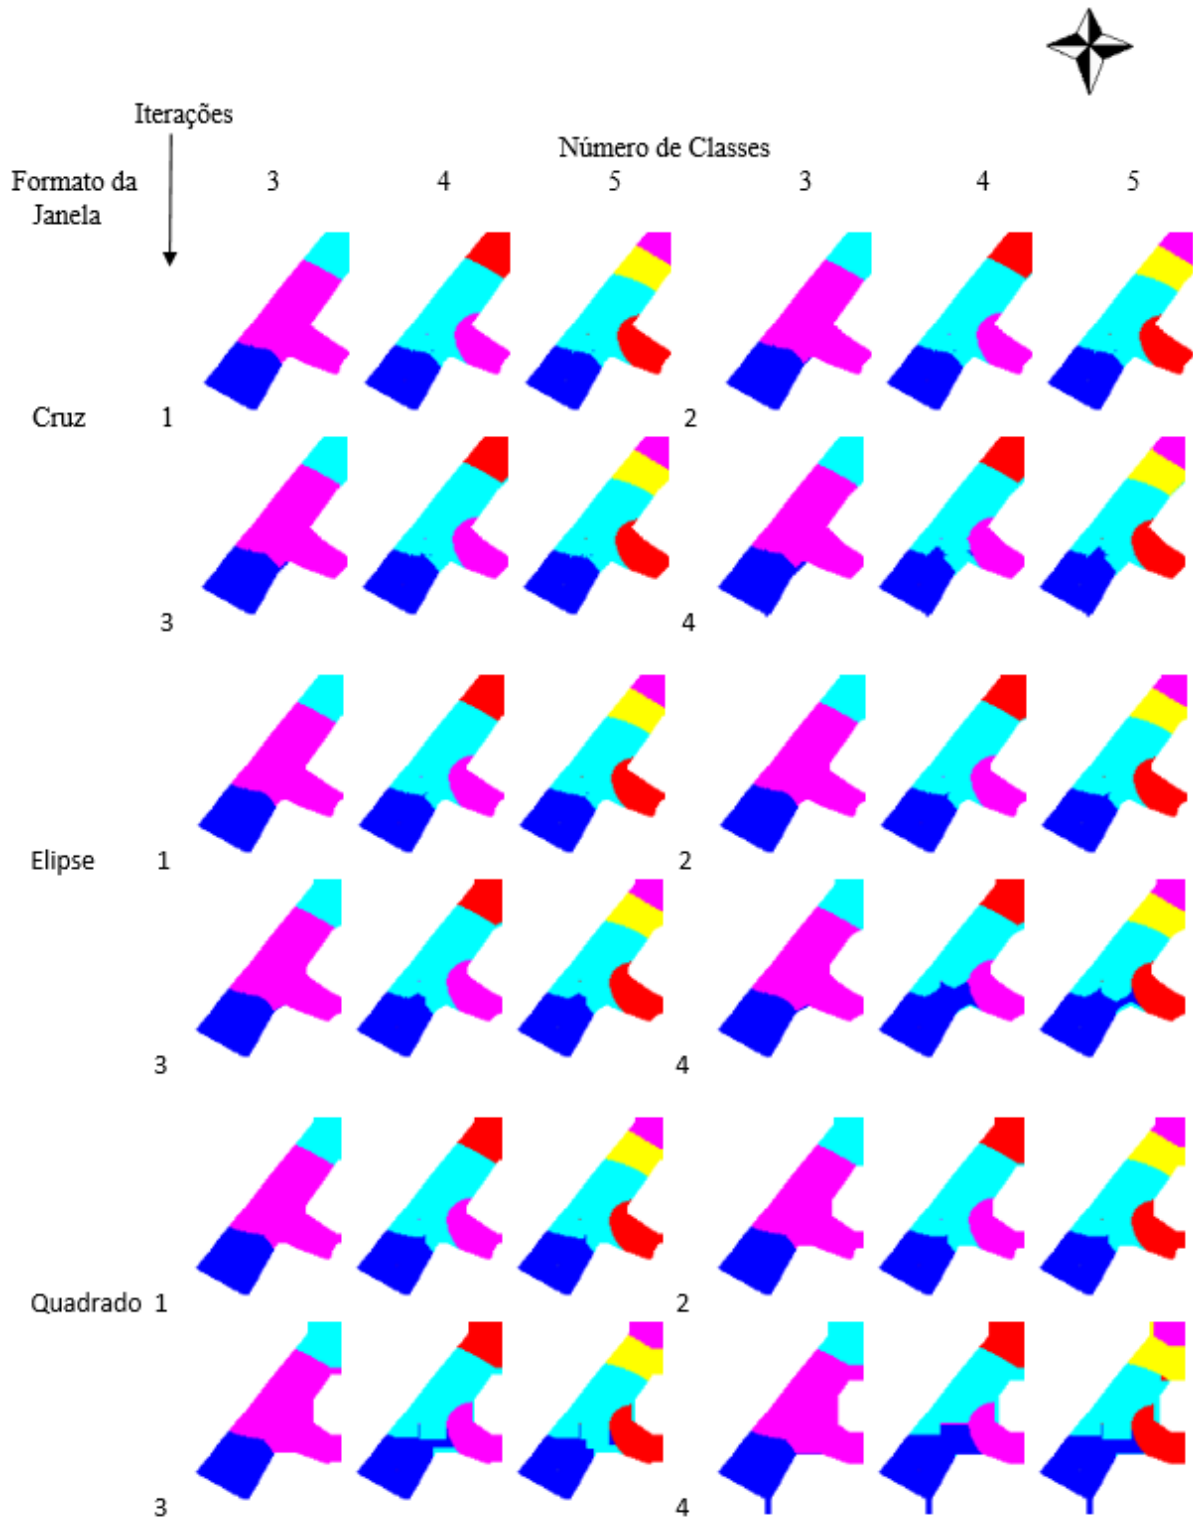 Iterações
Número de Classes
Formato da
Janela
3 4 5 3 4 5
Cruz 1 2
3 4
Elipse 1 2
3 4
Quadrado 1 2
3 4